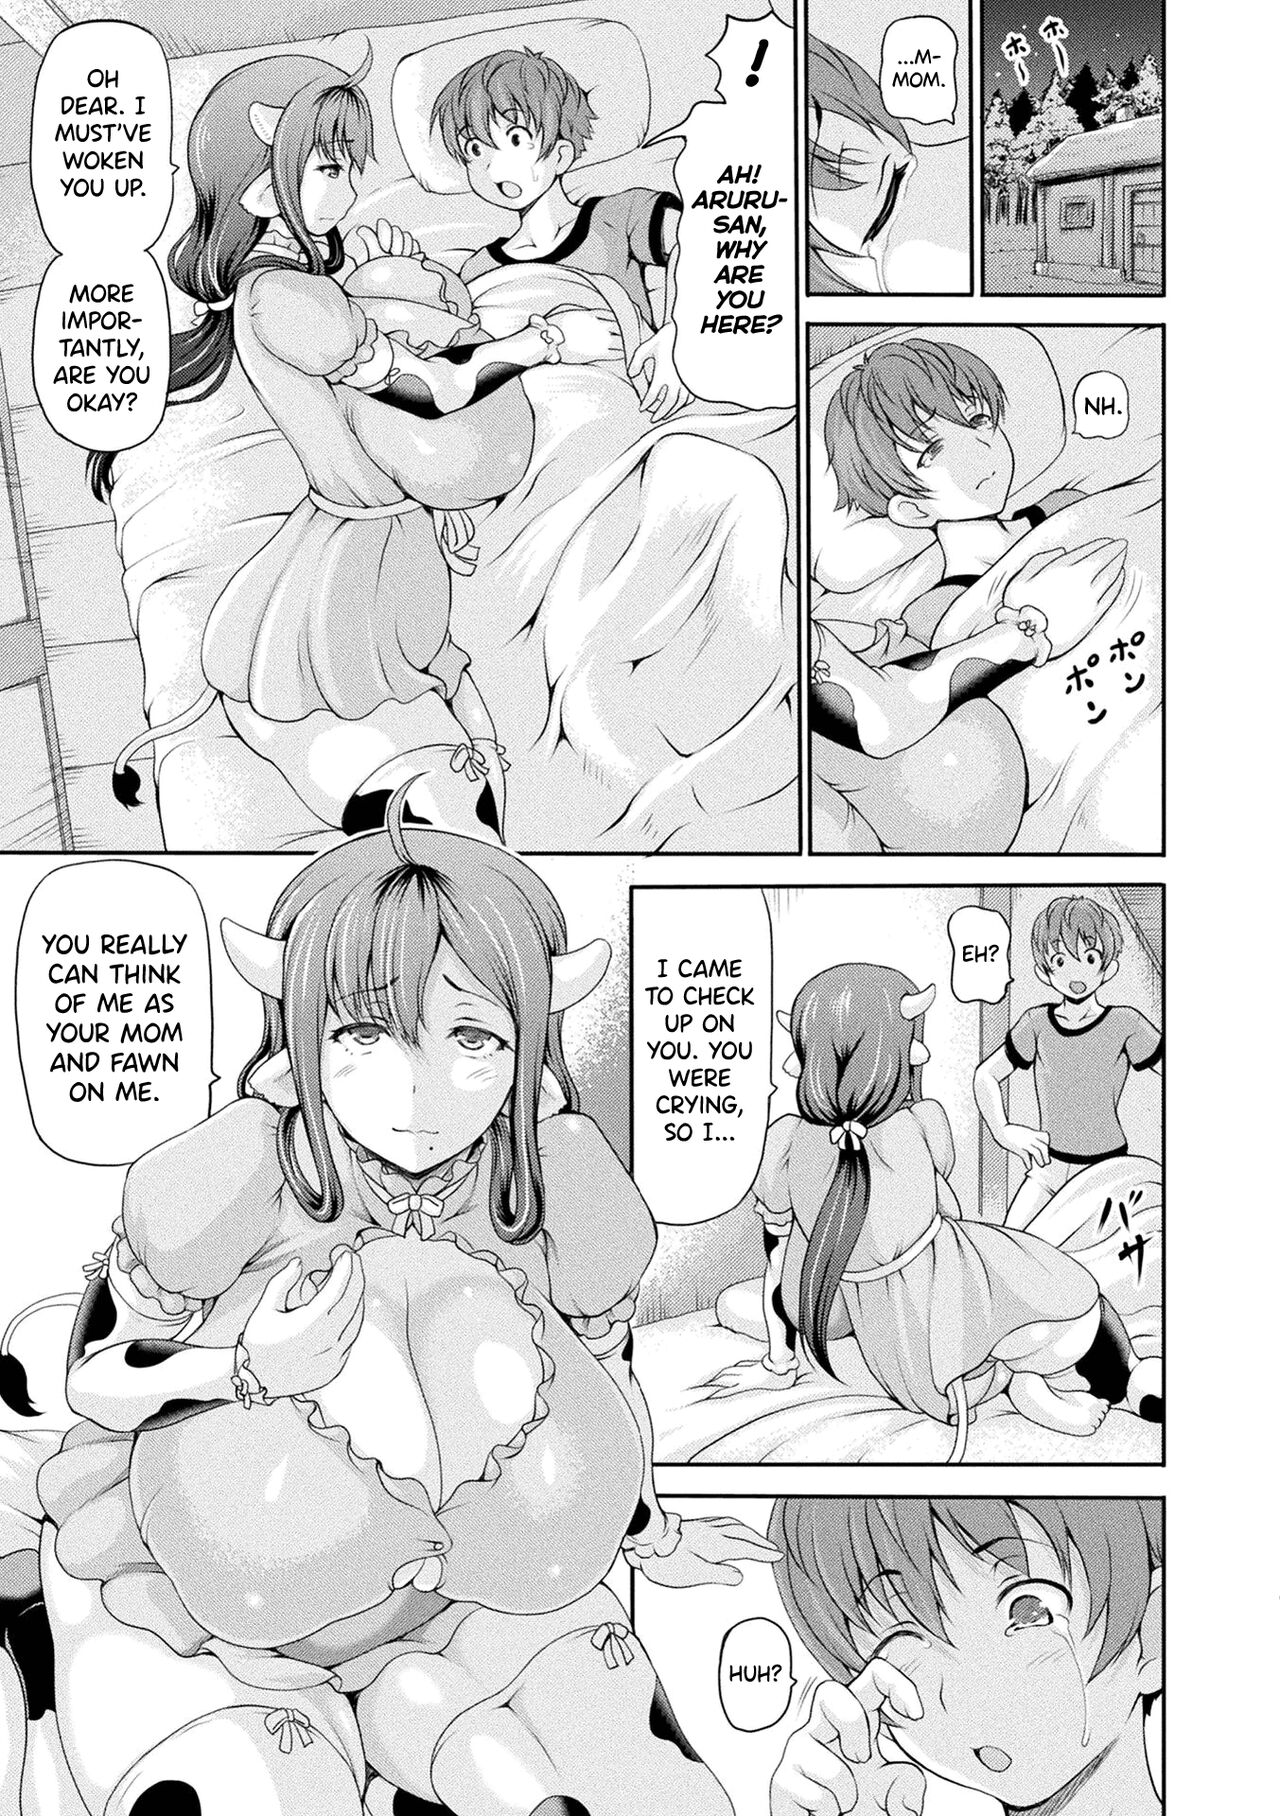 ホー
ホー
...M-
MOM.
NH.
ポン
ポン
!
AH!
ARURU-
SAN,
WHY
ARE
YOU
HERE?
OH
DEAR. I
MUST'VE
WOKEN
YOU UP.
MORE
IMPOR-
TANTLY,
ARE YOU
OKAY?
EH?
バサ
I CAME
TO CHECK
UP ON
YOU. YOU
WERE
CRYING,
SO I...
HUH?
YOU REALLY
CAN THINK
OF ME AS
YOUR MOM
AND FAWN
ON ME.